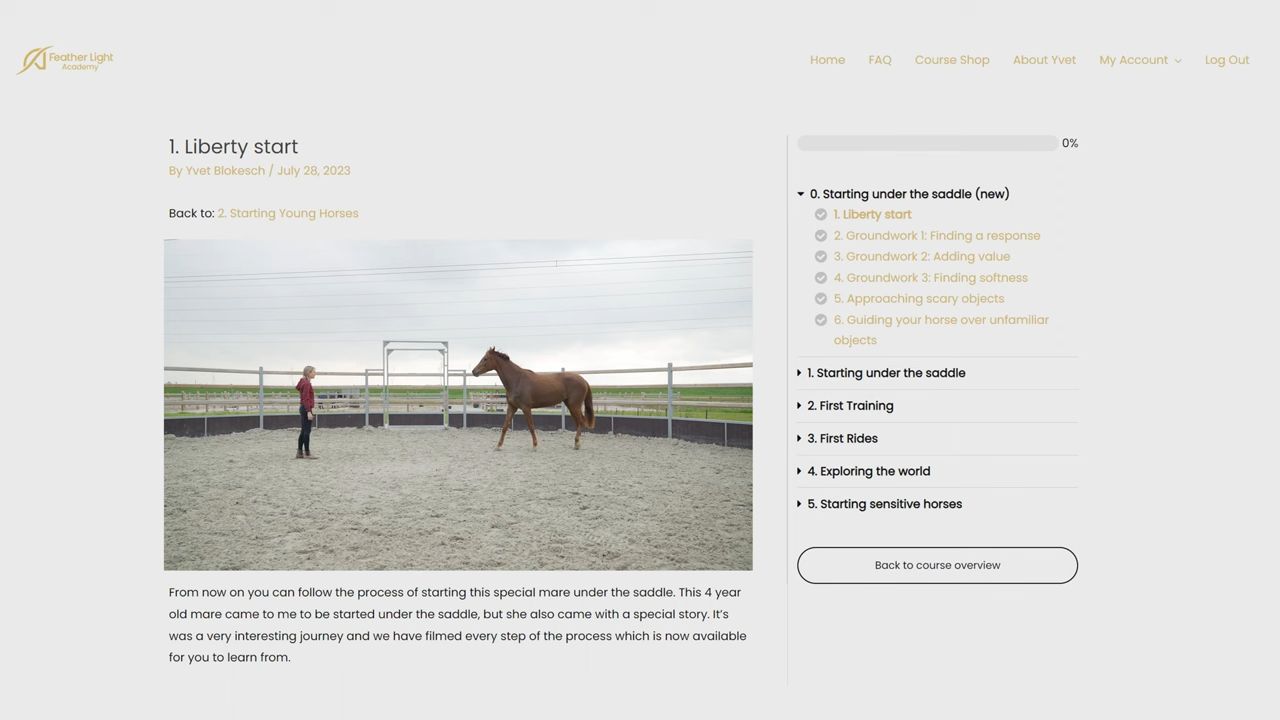 Feather Light
Academy
Home
FAQ
Course Shop
About Yvet
My Account
Log Out
1. Liberty start
By Yvet Blokesch / July 28, 2023
Back to: 2. Starting Young Horses
From now on you can follow the process of starting this special mare under the saddle. This 4 year
old mare came to me to be started under the saddle, but she also came with a special story. It’s
was a very interesting journey and we have filmed every step of the process which is now available
for you to learn from.
0%
0. Starting under the saddle (new)
1. Liberty start
2. Groundwork 1: Finding a response
3. Groundwork 2: Adding value
4. Groundwork 3: Finding softness
5. Approaching scary objects
6. Guiding your horse over unfamiliar
objects
1. Starting under the saddle
2. First Training
3. First Rides
4. Exploring the world
5. Starting sensitive horses
Back to course overview